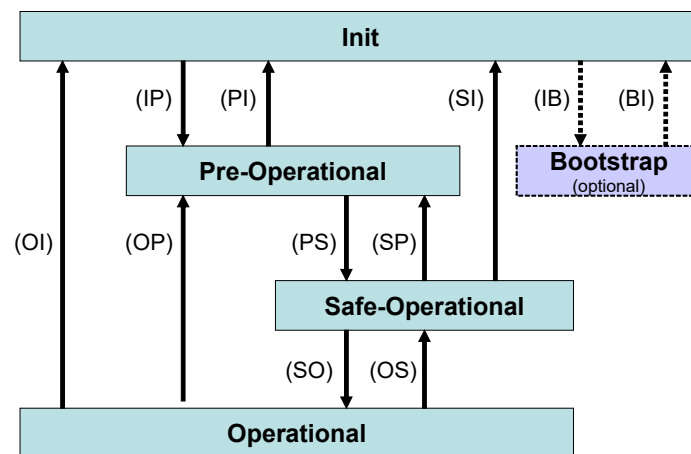 Init
(IP)
(PI)
(SI)
(IB)
(BI)
Pre-Operational
Bootstrap
(optional)
(OI)
(OP)
(PS)
(SP)
Safe-Operational
(SO)
(OS)
Operational